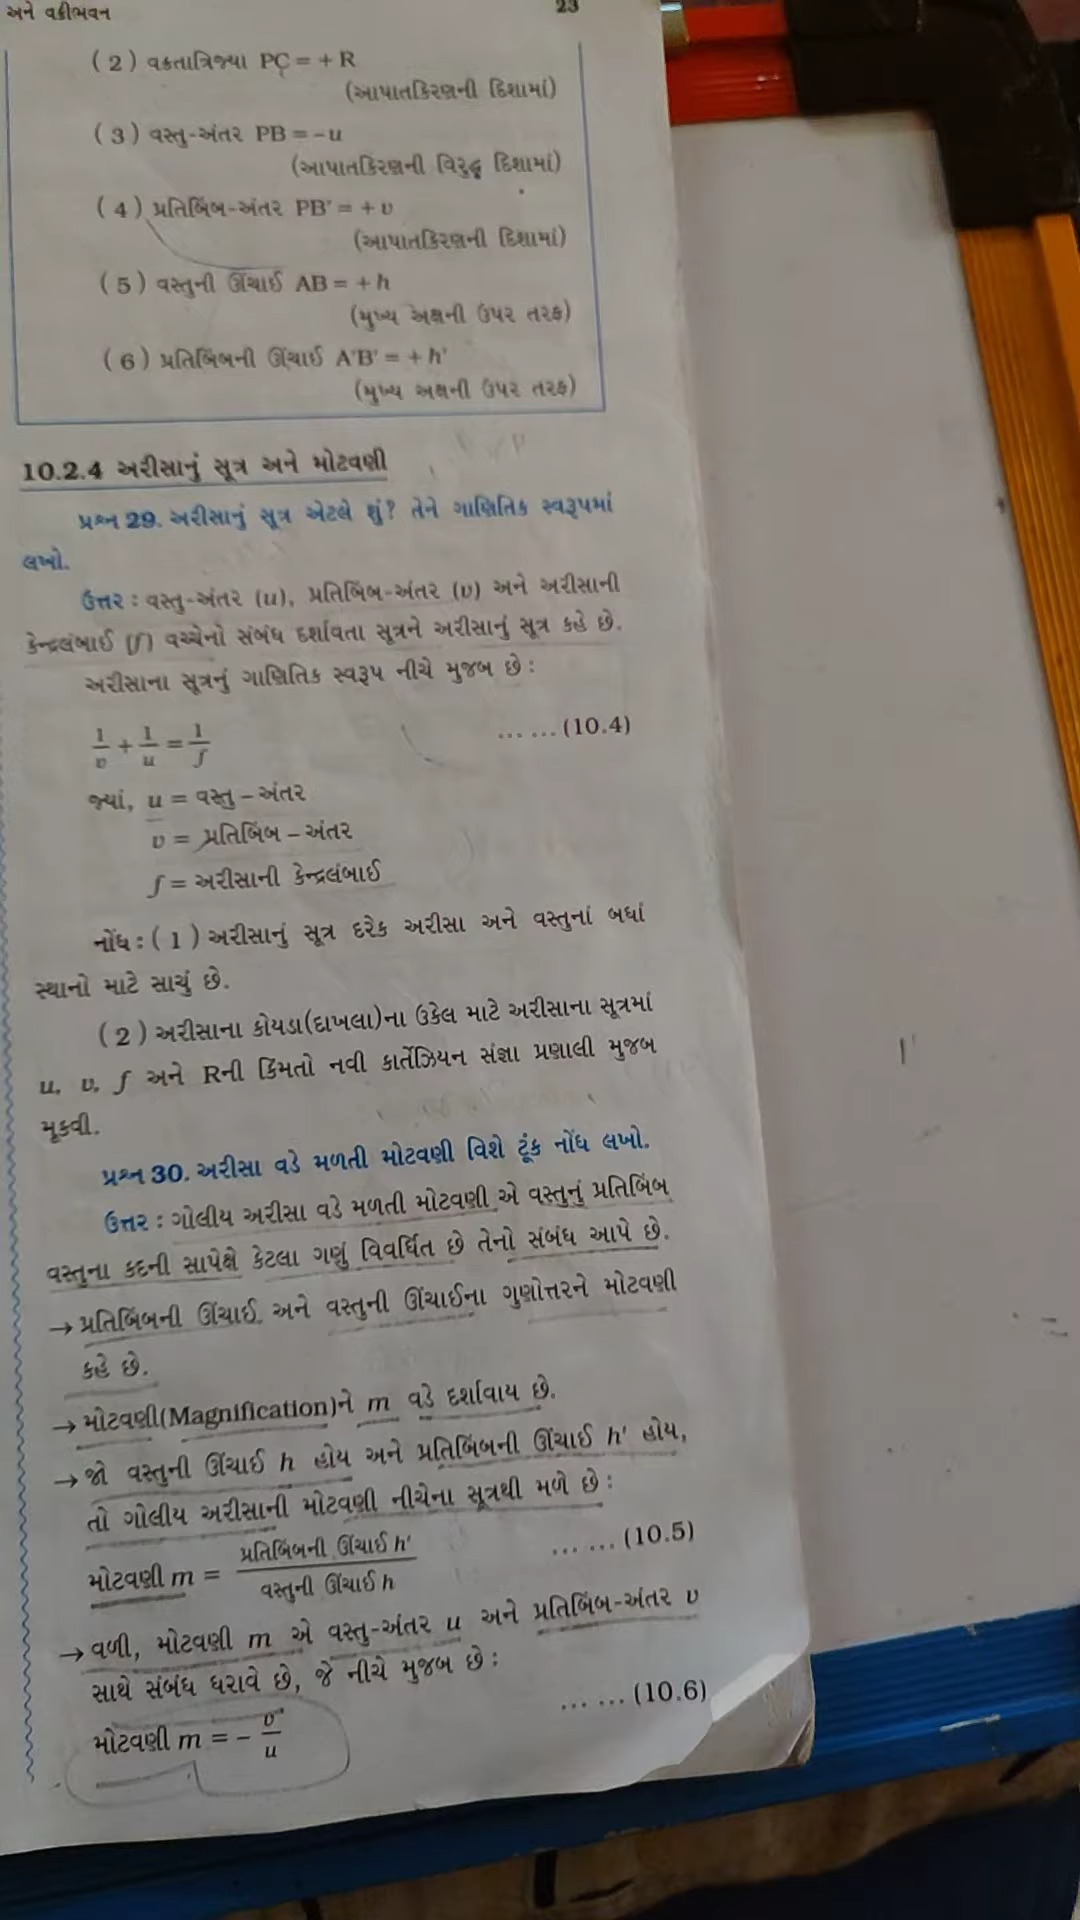 અને વક્રીભવન 23
( 2 ) વક્રતાત્રિજ્યા PC = + R
(આપાતકિરણની દિશામાં)
( 3 ) વસ્તુ-અંતર PB = –u
(આપાતકિરણની વિરુદ્ધ દિશામાં)
( 4 ) પ્રતિબિંબ-અંતર PB' = + v
(આપાતકિરણની દિશામાં)
( 5 ) વસ્તુની ઊંચાઈ AB = + h
(મુખ્ય અક્ષની ઉપર તરફ)
( 6 ) પ્રતિબિંબની ઊંચાઈ A'B' = + h'
(મુખ્ય અક્ષની ઉપર તરફ)
10.2.4 અરીસાનું સૂત્ર અને મોટવણી
પ્રશ્ન 29. અરીસાનું સૂત્ર એટલે શું? તેને ગાણિતિક સ્વરૂપમાં
લખો.
ઉત્તર : વસ્તુ-અંતર (u), પ્રતિબિંબ-અંતર (v) અને અરીસાની
કેન્દ્રલંબાઈ (f) વચ્ચેનો સંબંધ દર્શાવતા સૂત્રને અરીસાનું સૂત્ર કહે છે.
અરીસાના સૂત્રનું ગાણિતિક સ્વરૂપ નીચે મુજબ છે :
1/v + 1/u = 1/f ... ... (10.4)
જ્યાં, u = વસ્તુ – અંતર
v = પ્રતિબિંબ – અંતર
f = અરીસાની કેન્દ્રલંબાઈ
નોંધ : ( 1 ) અરીસાનું સૂત્ર દરેક અરીસા અને વસ્તુનાં બધાં
સ્થાનો માટે સાચું છે.
( 2 ) અરીસાના કોયડા(દાખલા)ના ઉકેલ માટે અરીસાના સૂત્રમાં
u, v, f અને Rની કિંમતો નવી કાર્તેઝિયન સંજ્ઞા પ્રણાલી મુજબ
મૂકવી.
પ્રશ્ન 30. અરીસા વડે મળતી મોટવણી વિશે ટૂંક નોંધ લખો.
ઉત્તર : ગોલીય અરીસા વડે મળતી મોટવણી એ વસ્તુનું પ્રતિબિંબ
વસ્તુના કદની સાપેક્ષે કેટલા ગણું વિવર્ધિત છે તેનો સંબંધ આપે છે.
→ પ્રતિબિંબની ઊંચાઈ અને વસ્તુની ઊંચાઈના ગુણોત્તરને મોટવણી
કહે છે.
→ મોટવણી(Magnification)ને m વડે દર્શાવાય છે.
→ જો વસ્તુની ઊંચાઈ h હોય અને પ્રતિબિંબની ઊંચાઈ h' હોય,
તો ગોલીય અરીસાની મોટવણી નીચેના સૂત્રથી મળે છે :
મોટવણી m = પ્રતિબિંબની ઊંચાઈ h' / વસ્તુની ઊંચાઈ h ... ... (10.5)
→ વળી, મોટવણી m એ વસ્તુ-અંતર u અને પ્રતિબિંબ-અંતર v
સાથે સંબંધ ધરાવે છે, જે નીચે મુજબ છે :
મોટવણી m = – v/u ... ... (10.6)